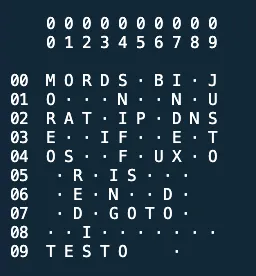 0 0 0 0 0 0 0 0 0 0
0 1 2 3 4 5 6 7 8 9
00 M O R D S · B I · J
01 O · · · N · · N · U
02 R A T · I P · D N S
03 E · · I F · · E · T
04 O S · · F · U X · O
05 · R · I S · · ·
06 · E · N · · D ·
07 · D · G O T O ·
08 · · I · · · · · · ·
09 T E S T O ·